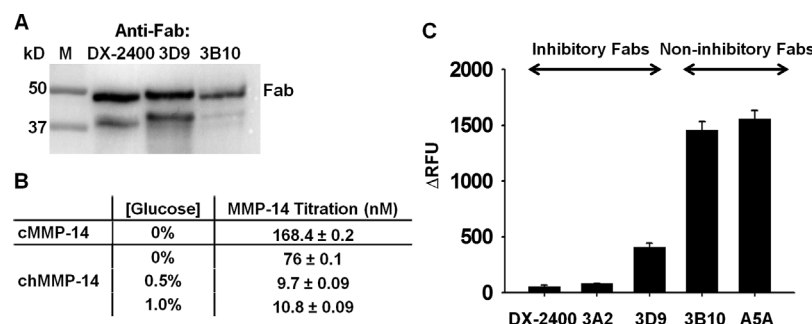 A
Anti-Fab:
kD M DX-2400 3D9 3B10
50
Fab
37
B
[Glucose] MMP-14 Titration (nM)
cMMP-14 0% 168.4 ± 0.2
0% 76 ± 0.1
chMMP-14 0.5% 9.7 ± 0.09
1.0% 10.8 ± 0.09
C
Inhibitory Fabs Non-inhibitory Fabs
2000
1500
1000
500
0
ΔRFU
DX-2400 3A2 3D9 3B10 A5A